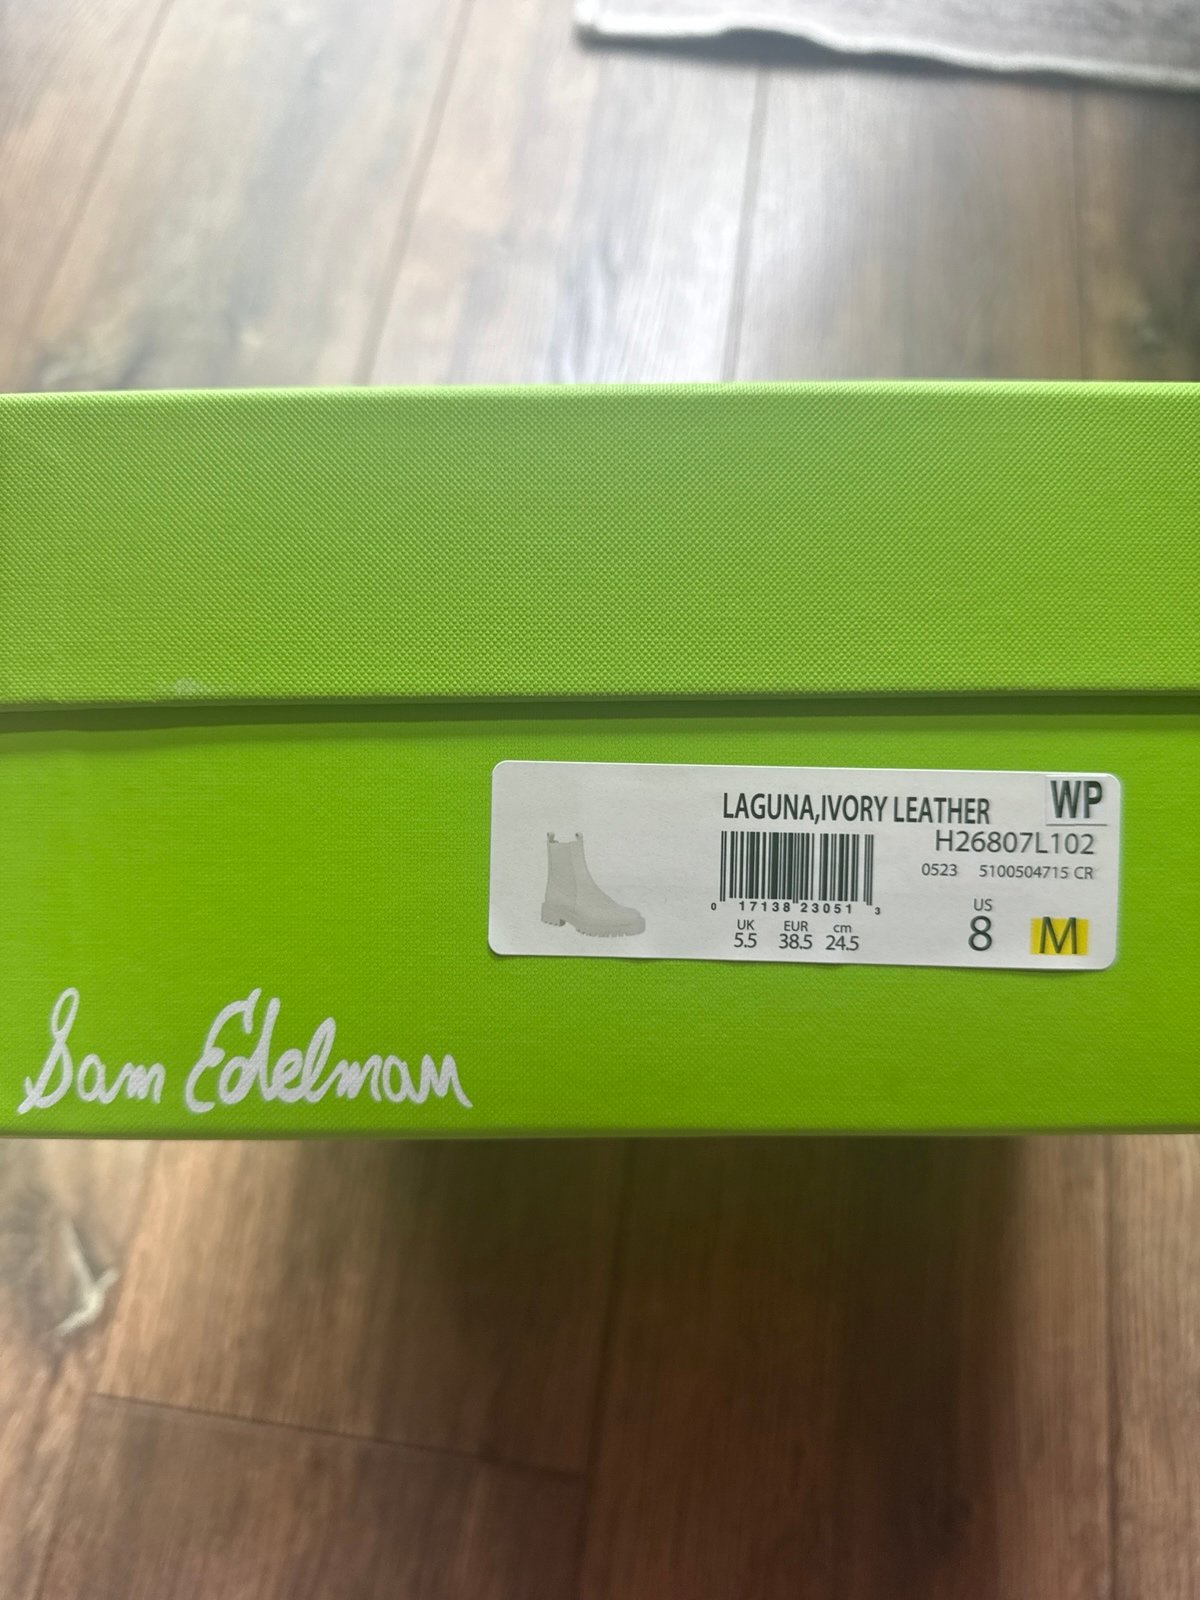 LAGUNA,IVORY LEATHER WP
H26807L102
0523 5100504715 CR
0 17138 23051 3
UK EUR cm
5.5 38.5 24.5
US
8 M
Sam Edelman